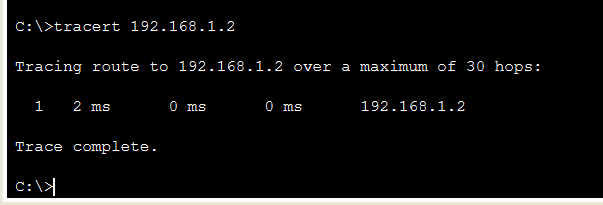 C:\>tracert 192.168.1.2
Tracing route to 192.168.1.2 over a maximum of 30 hops:
1 2 ms 0 ms 0 ms 192.168.1.2
Trace complete.
C:\>